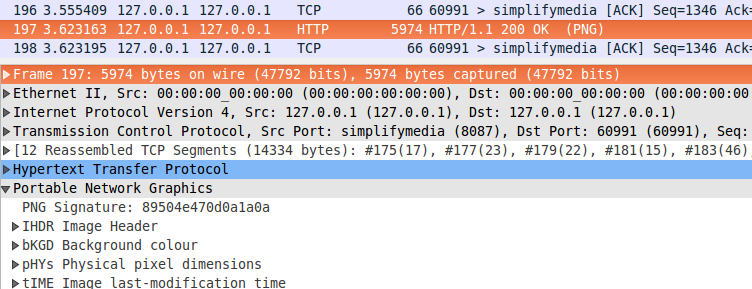 196 3.555409 127.0.0.1 127.0.0.1 TCP 66 60991 > simplifymedia [ACK] Seq=1346 Ack=
197 3.623163 127.0.0.1 127.0.0.1 HTTP 5974 HTTP/1.1 200 OK (PNG)
198 3.623195 127.0.0.1 127.0.0.1 TCP 66 60991 > simplifymedia [ACK] Seq=1346 Ack=
Frame 197: 5974 bytes on wire (47792 bits), 5974 bytes captured (47792 bits)
Ethernet II, Src: 00:00:00_00:00:00 (00:00:00:00:00:00), Dst: 00:00:00_00:00:00 (00:00:00:00:00
Internet Protocol Version 4, Src: 127.0.0.1 (127.0.0.1), Dst: 127.0.0.1 (127.0.0.1)
Transmission Control Protocol, Src Port: simplifymedia (8087), Dst Port: 60991 (60991), Seq:
[12 Reassembled TCP Segments (14334 bytes): #175(17), #177(23), #179(22), #181(15), #183(46)
Hypertext Transfer Protocol
Portable Network Graphics
PNG Signature: 89504e470d0a1a0a
IHDR Image Header
bKGD Background colour
pHYs Physical pixel dimensions
tIME Image last-modification time